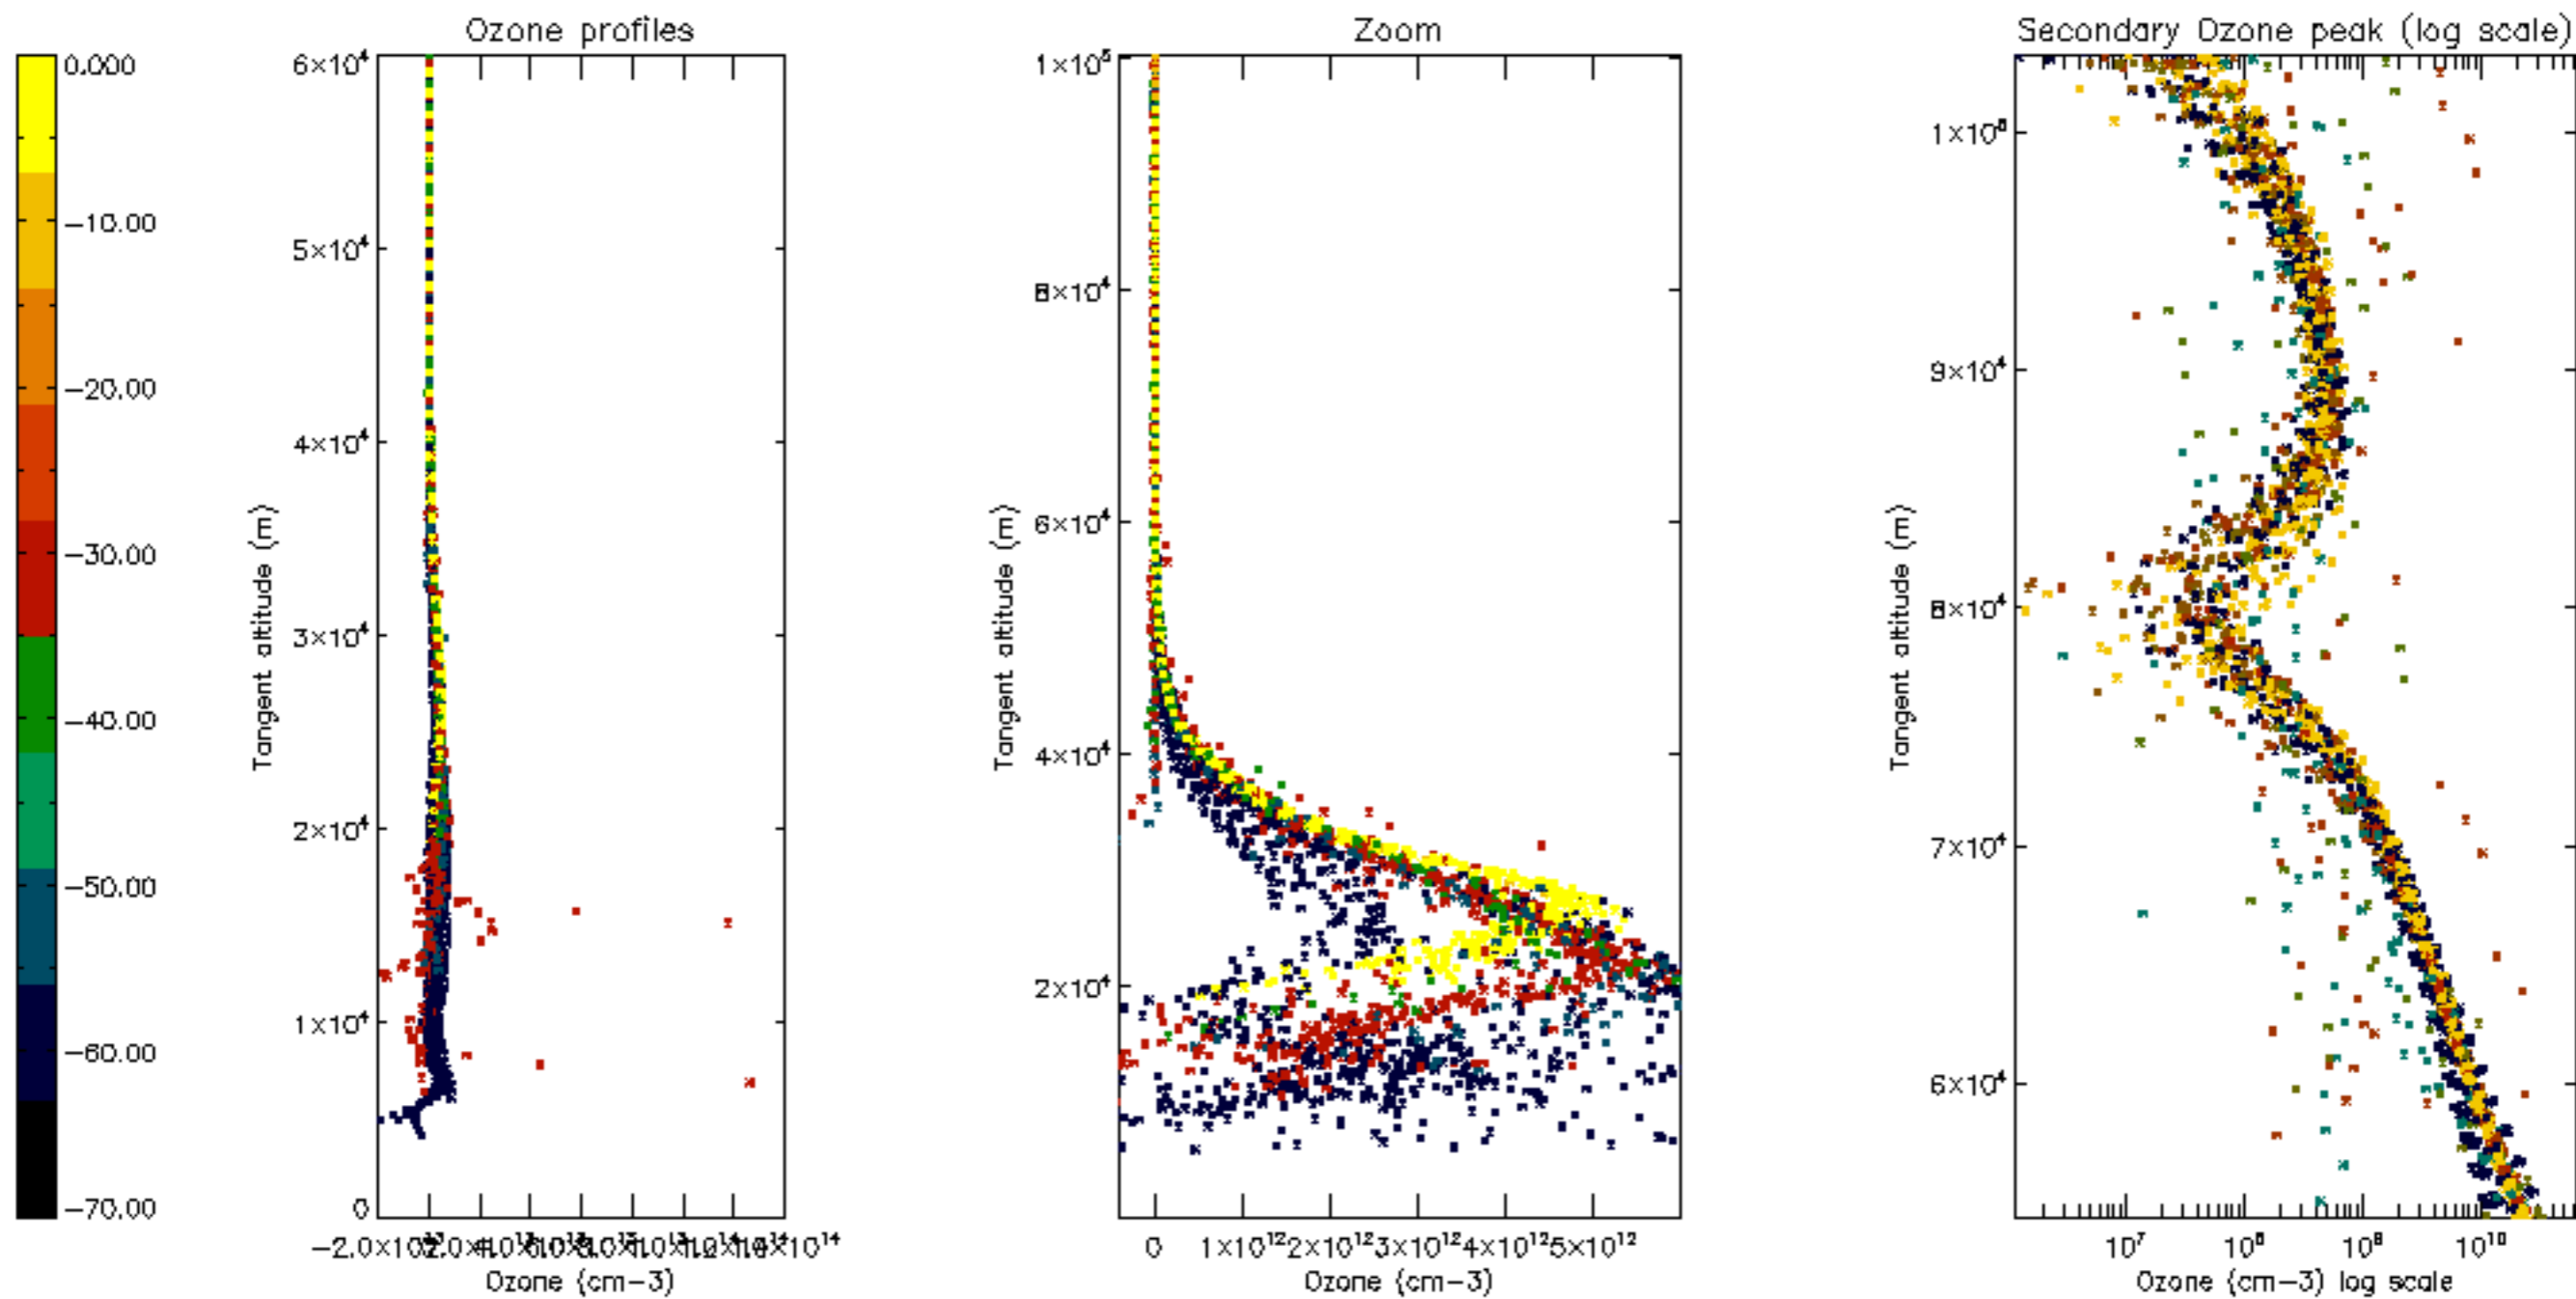 Ozone profiles
Zoom
Secondary Ozone peak (log scale)
0.000
−10.00
−20.00
−30.00
−40.00
−50.00
−60.00
−70.00
6×10⁴
5×10⁴
4×10⁴
3×10⁴
2×10⁴
1×10⁴
0
Tangent altitude (m)
Ozone (cm−3)
1×10⁵
8×10⁴
6×10⁴
4×10⁴
2×10⁴
Tangent altitude (m)
0 1×10¹² 2×10¹² 3×10¹² 4×10¹² 5×10¹²
Ozone (cm−3)
1×10⁵
9×10⁴
8×10⁴
7×10⁴
6×10⁴
Tangent altitude (m)
10⁷ 10⁸ 10⁹ 10¹⁰
Ozone (cm−3) log scale